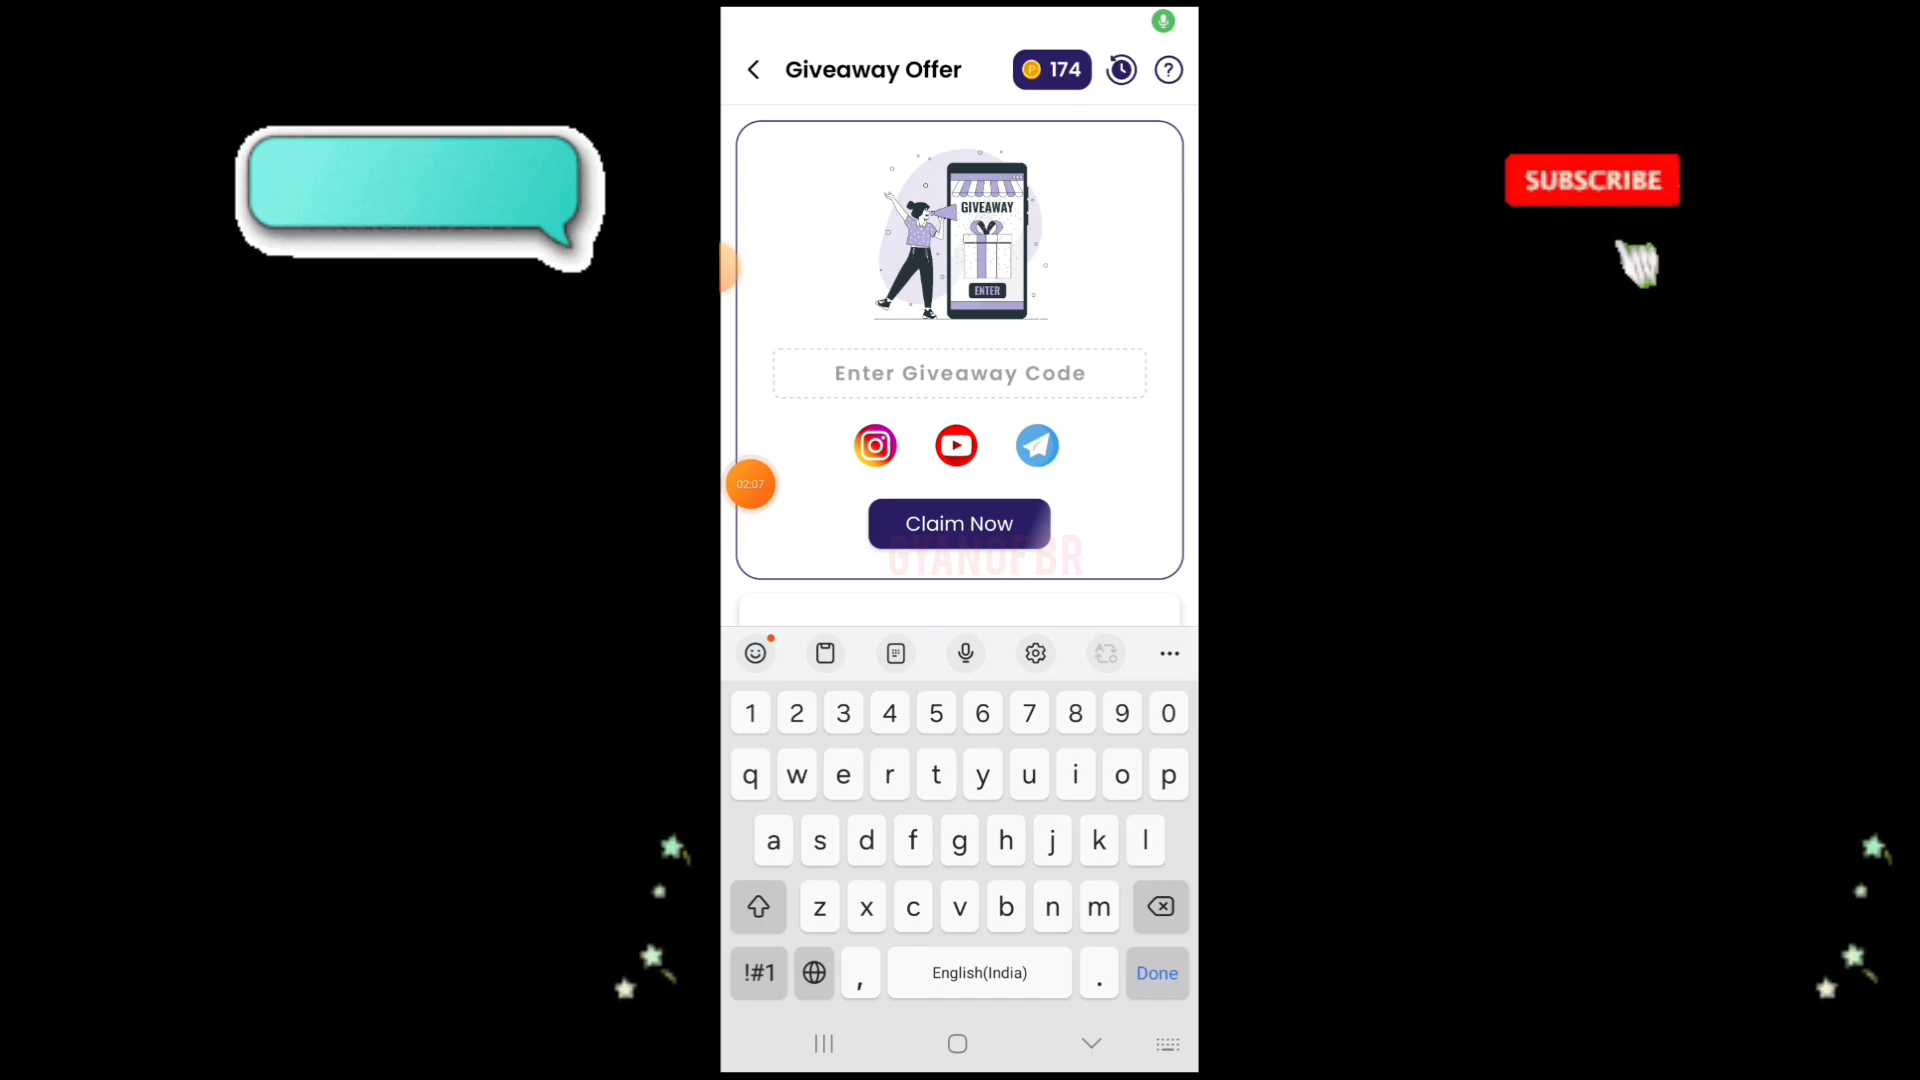 Giveaway Offer
174
?
SUBSCRIBE
GIVEAWAY
ENTER
Enter Giveaway Code
02:07
Claim Now
GYANOFBR
1 2 3 4 5 6 7 8 9 0
q w e r t y u i o p
a s d f g h j k l
z x c v b n m
!#1 , English(India) . Done